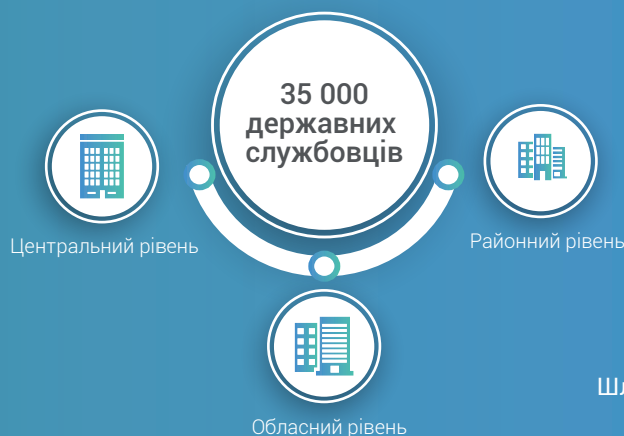 35 000
державних
службовців
Центральний рівень
Районний рівень
Обласний рівень